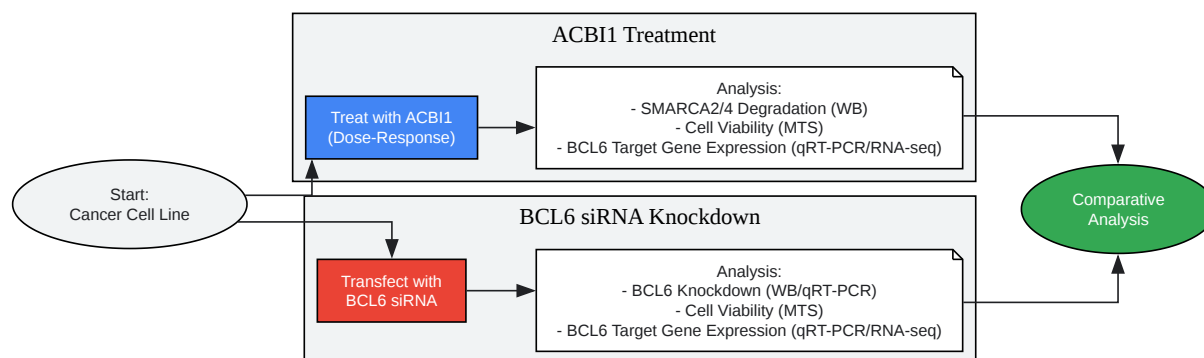 ACBI1 Treatment
Treat with ACBI1
(Dose-Response)
Analysis:
- SMARCA2/4 Degradation (WB)
- Cell Viability (MTS)
- BCL6 Target Gene Expression (qRT-PCR/RNA-seq)
Start:
Cancer Cell Line
Comparative
Analysis
BCL6 siRNA Knockdown
Transfect with
BCL6 siRNA
Analysis:
- BCL6 Knockdown (WB/qRT-PCR)
- Cell Viability (MTS)
- BCL6 Target Gene Expression (qRT-PCR/RNA-seq)